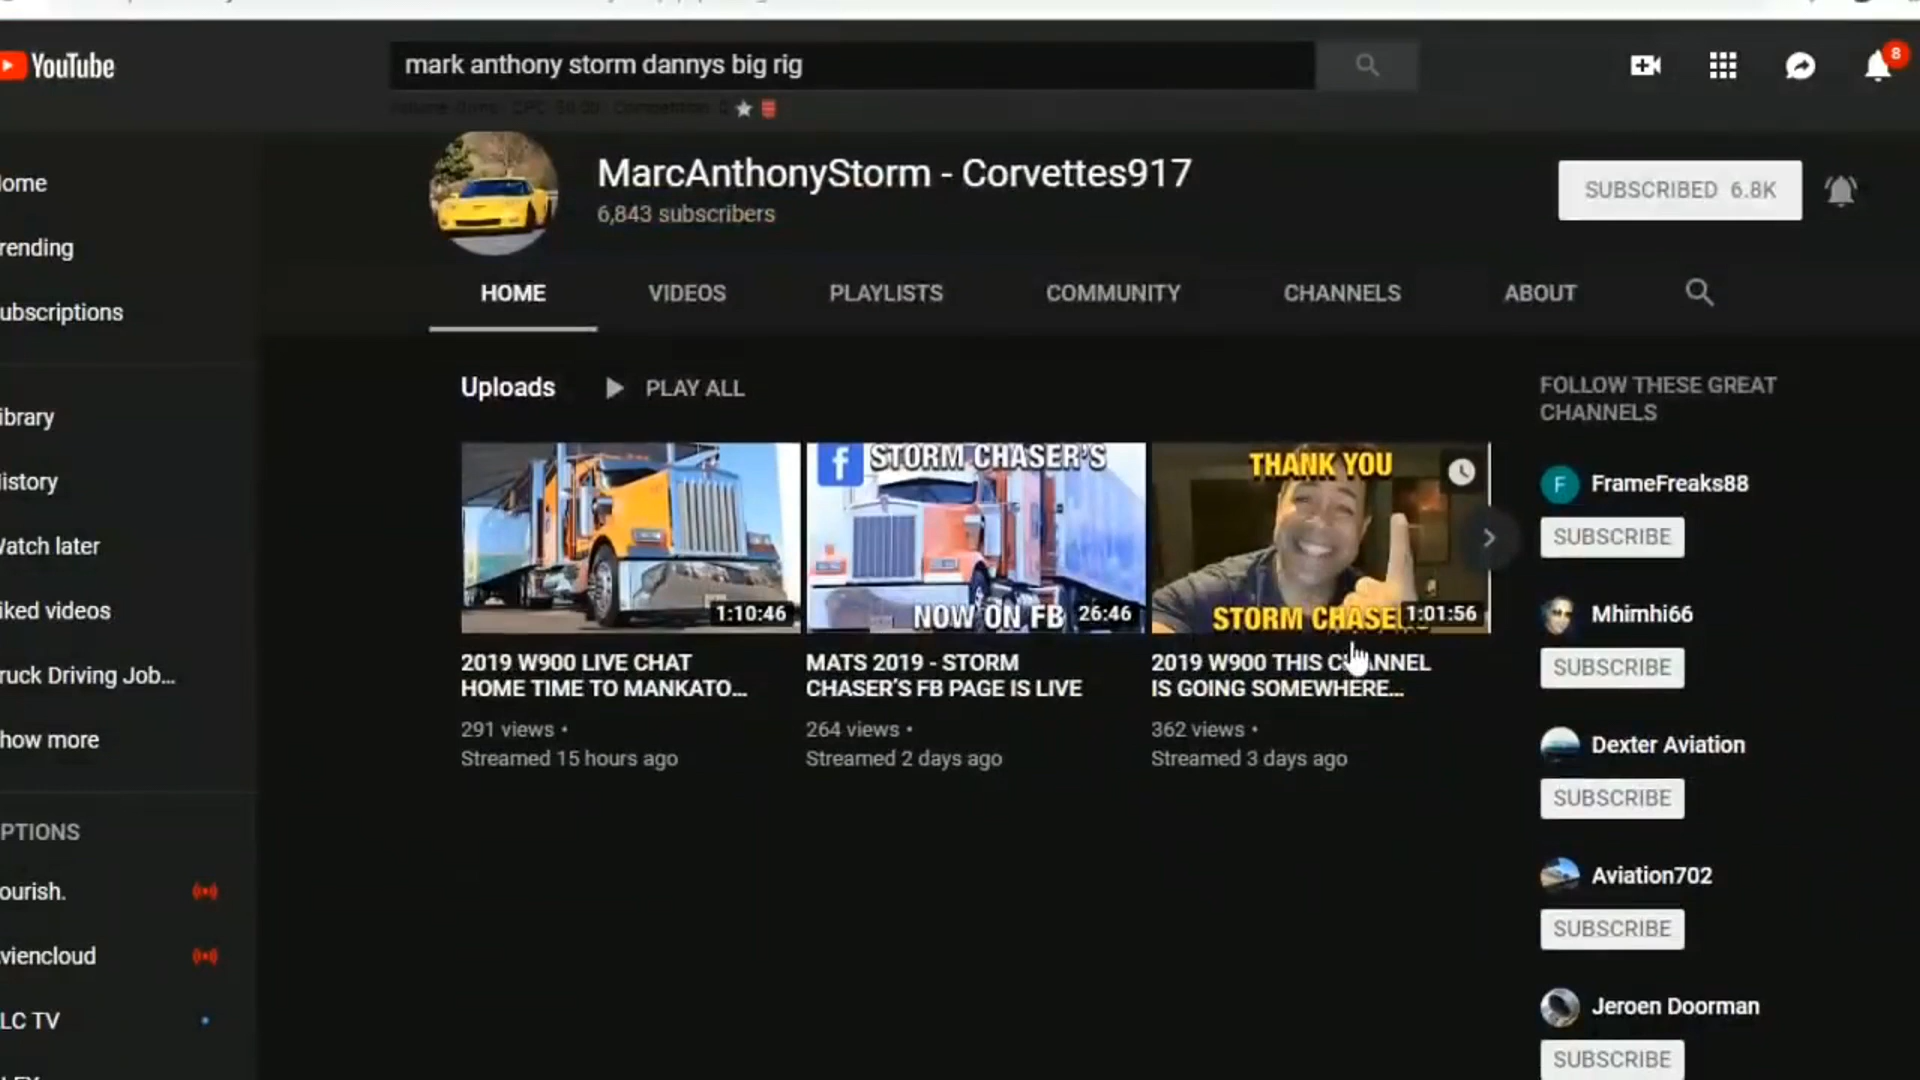 YouTube
mark anthony storm dannys big rig
8
MarcAnthonyStorm - Corvettes917
6,843 subscribers
SUBSCRIBED 6.8K
HOME
VIDEOS
PLAYLISTS
COMMUNITY
CHANNELS
ABOUT
ome
rending
ubscriptions
ibrary
istory
Watch later
iked videos
ruck Driving Job...
how more
PTIONS
ourish.
viencloud
LC TV
Uploads
PLAY ALL
1:10:46
2019 W900 LIVE CHAT
HOME TIME TO MANKATO...
291 views •
Streamed 15 hours ago
f STORM CHASER'S
NOW ON FB
26:46
MATS 2019 - STORM
CHASER'S FB PAGE IS LIVE
264 views •
Streamed 2 days ago
THANK YOU
STORM CHASE
1:01:56
2019 W900 THIS CHANNEL
IS GOING SOMEWHERE...
362 views •
Streamed 3 days ago
FOLLOW THESE GREAT
CHANNELS
F
FrameFreaks88
SUBSCRIBE
Mhimhi66
SUBSCRIBE
Dexter Aviation
SUBSCRIBE
Aviation702
SUBSCRIBE
Jeroen Doorman
SUBSCRIBE